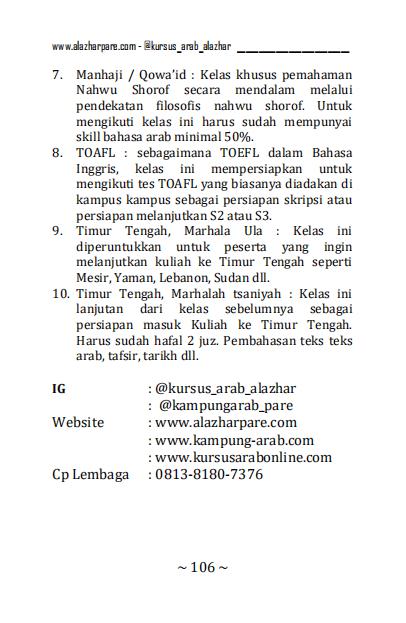 www.alazharpare.com - @kursus_arab_alazhar ___________________
7. Manhaji / Qowa'id : Kelas khusus pemahaman
Nahwu Shorof secara mendalam melalui
pendekatan filosofis nahwu shorof. Untuk
mengikuti kelas ini harus sudah mempunyai
skill bahasa arab minimal 50%.
8. TOAFL : sebagaimana TOEFL dalam Bahasa
Inggris, kelas ini mempersiapkan untuk
mengikuti tes TOAFL yang biasanya diadakan di
kampus kampus sebagai persiapan skripsi atau
persiapan melanjutkan S2 atau S3.
9. Timur Tengah, Marhala Ula : Kelas ini
diperuntukkan untuk peserta yang ingin
melanjutkan kuliah ke Timur Tengah seperti
Mesir, Yaman, Lebanon, Sudan dll.
10. Timur Tengah, Marhalah tsaniyah : Kelas ini
lanjutan dari kelas sebelumnya sebagai
persiapan masuk Kuliah ke Timur Tengah.
Harus sudah hafal 2 juz. Pembahasan teks teks
arab, tafsir, tarikh dll.
IG : @kursus_arab_alazhar
: @kampungarab_pare
Website : www.alazharpare.com
: www.kampung-arab.com
: www.kursusarabonline.com
Cp Lembaga : 0813-8180-7376
~ 106 ~